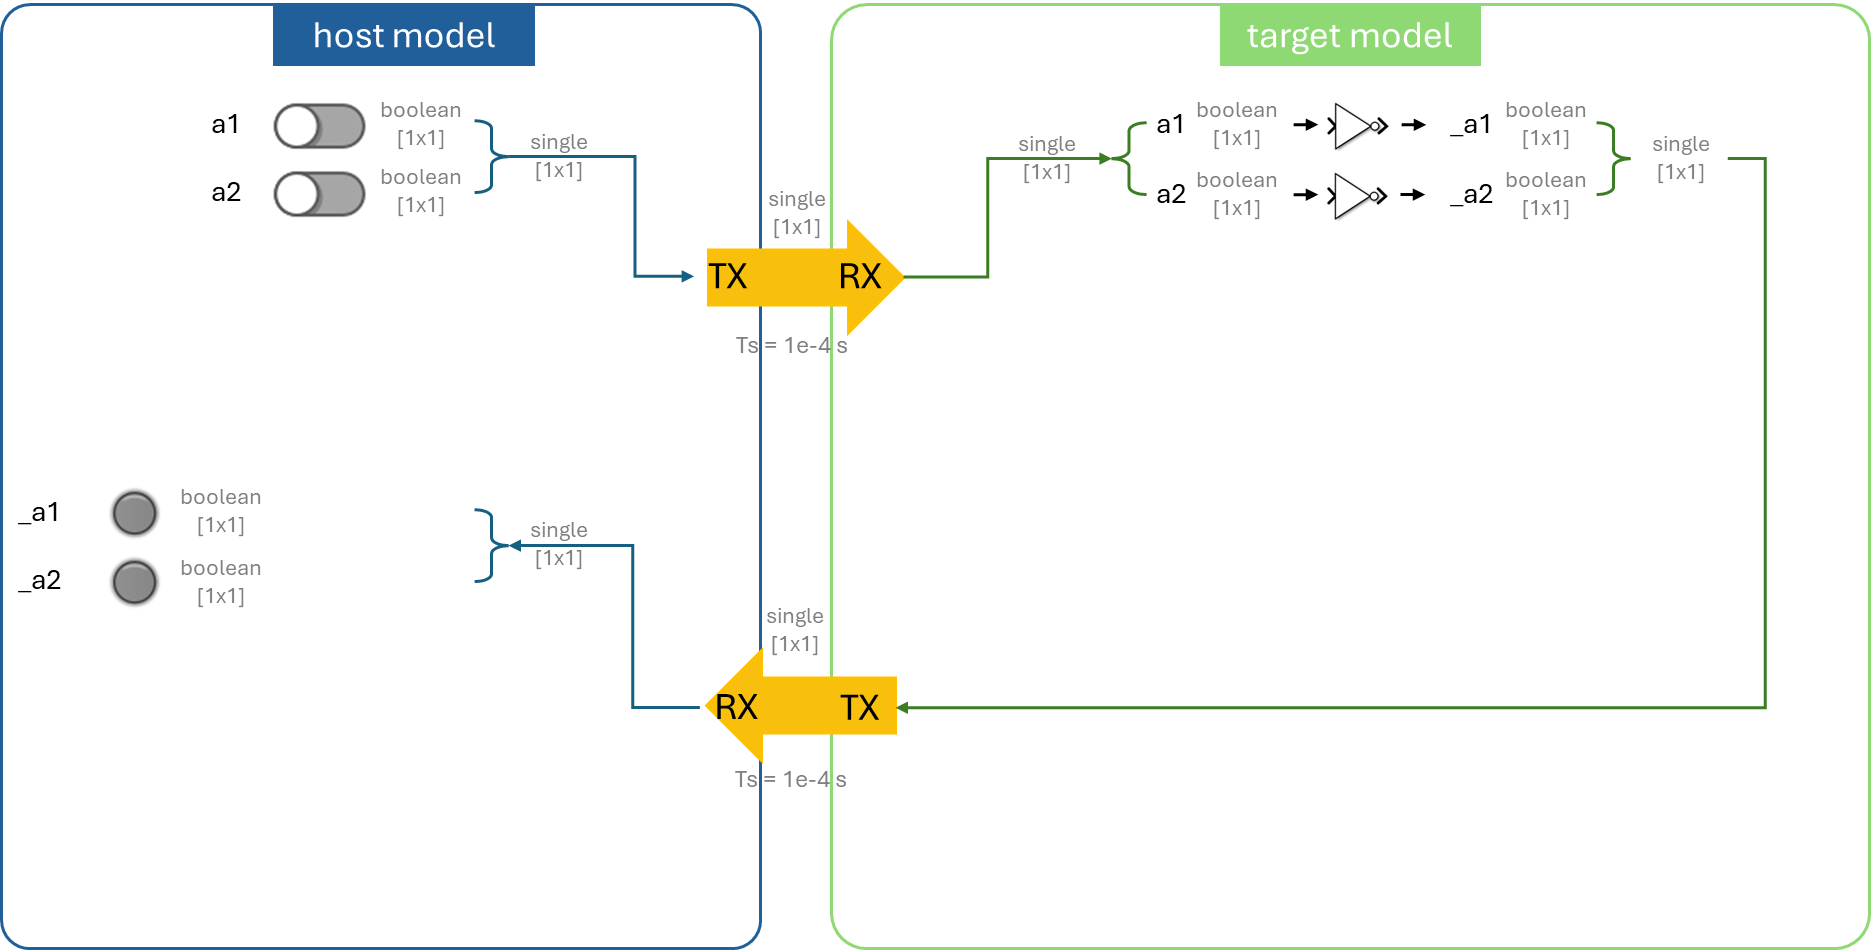 host model
a1
boolean
[1x1]
a2
boolean
[1x1]
single
[1x1]
single
[1x1]
TX
RX
Ts = 1e-4 s
_a1
boolean
[1x1]
_a2
boolean
[1x1]
single
[1x1]
single
[1x1]
RX
TX
Ts = 1e-4 s
target model
single
[1x1]
a1
boolean
[1x1]
_a1
boolean
[1x1]
a2
boolean
[1x1]
_a2
boolean
[1x1]
single
[1x1]